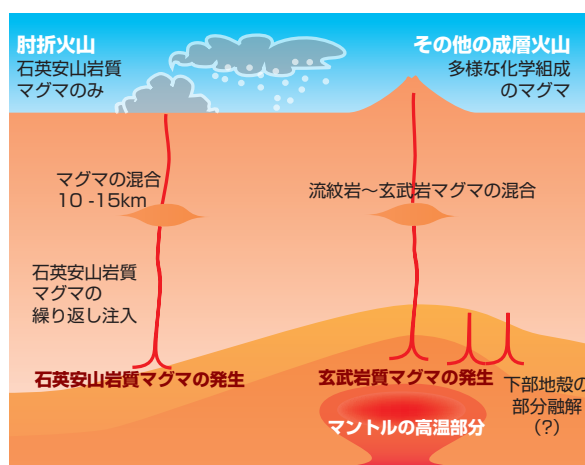 肘折火山
石英安山岩質
マグマのみ
その他の成層火山
多様な化学組成
のマグマ
マグマの混合
10 -15km
流紋岩〜玄武岩マグマの混合
石英安山岩質
マグマの
繰り返し注入
石英安山岩質マグマの発生
玄武岩質マグマの発生
下部地殻の
部分融解
(?)
マントルの高温部分